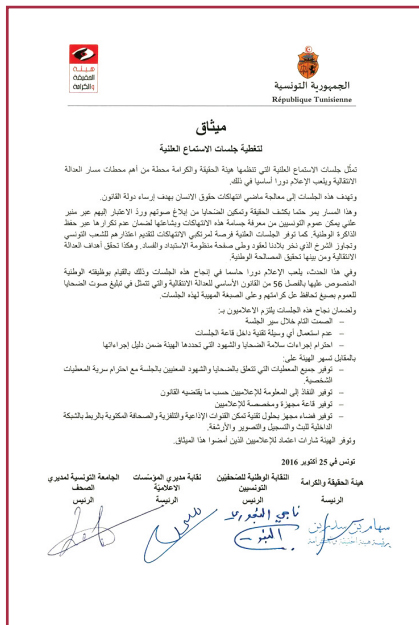 هيئة
الحقيقة
والكرامة
الجمهورية التونسية
République Tunisienne
ميثاق
لتغطية جلسات الاستماع العلنية
تمثّل جلسات الاستماع العلنية التي تنظمها هيئة الحقيقة والكرامة محطة من أهم محطات مسار العدالة
الانتقالية ويلعب الإعلام دورا أساسيا في ذلك.
وتهدف هذه الجلسات إلى معالجة ماضي انتهاكات حقوق الانسان بهدف إرساء دولة القانون.
وهذا المسار يمر حتما بكشف الحقيقة وتمكين الضحايا من إبلاغ صوتهم وردّ الاعتبار إليهم عبر منبر
علني يمكن عموم التونسيين من معرفة جسامة هذه الانتهاكات وبشاعتها لضمان عدم تكرارها عبر حفظ
الذاكرة الوطنية. كما توفر الجلسات العلنية فرصة لمرتكبي الانتهاكات لتقديم اعتذارهم للشعب التونسي
وتجاوز الشرخ الذي نخر بلادنا لعقود وطي صفحة منظومة الاستبداد والفساد. وهكذا تحقق أهداف العدالة
الانتقالية ومن بينها تحقيق المصالحة الوطنية.
وفي هذا الحدث، يلعب الإعلام دورا حاسما في إنجاح هذه الجلسات وذلك بالقيام بوظيفته الوطنية
المنصوص عليها بالفصل 56 من القانون الأساسي للعدالة الانتقالية والتي تتمثل في تبليغ صوت الضحايا
للعموم بصيغ تحافظ عل كرامتهم وعلى الصبغة المهيبة لهذه الجلسات.
ولضمان نجاح هذه الجلسات يلتزم الاعلاميون بـ:
– الصمت التام خلال سير الجلسة
– عدم استعمال أي وسيلة تقنية داخل قاعة الجلسات
– احترام إجراءات سلامة الضحايا والشهود التي تحددها الهيئة ضمن دليل إجراءاتها
بالمقابل تسهر الهيئة على:
– توفير جميع المعطيات التي تتعلق بالضحايا والشهود المعنيين بالجلسة مع احترام سرية المعطيات
الشخصية.
– توفير النفاذ إلى المعلومة للإعلاميين حسب ما يقتضيه القانون
– توفير قاعة مجهزة ومخصصة للإعلاميين
– توفير فضاء مجهز بحلول تقنية تمكن القنوات الإذاعية والتلفزية والصحافة المكتوبة بالربط بالشبكة
الداخلية للبث والتسجيل والتصوير والأرشفة.
وتوفر الهيئة شارات اعتماد للإعلاميين الذين أمضوا هذا الميثاق.
تونس في 25 أكتوبر 2016
هيئة الحقيقة والكرامة النقابة الوطنية للصحفيين التونسيين نقابة مديري المؤسسات الاعلامية الجامعة التونسية لمديري الصحف
الرئيسة الرئيس الرئيسة الرئيس
سهام بن سدرين
ناجي البغوري